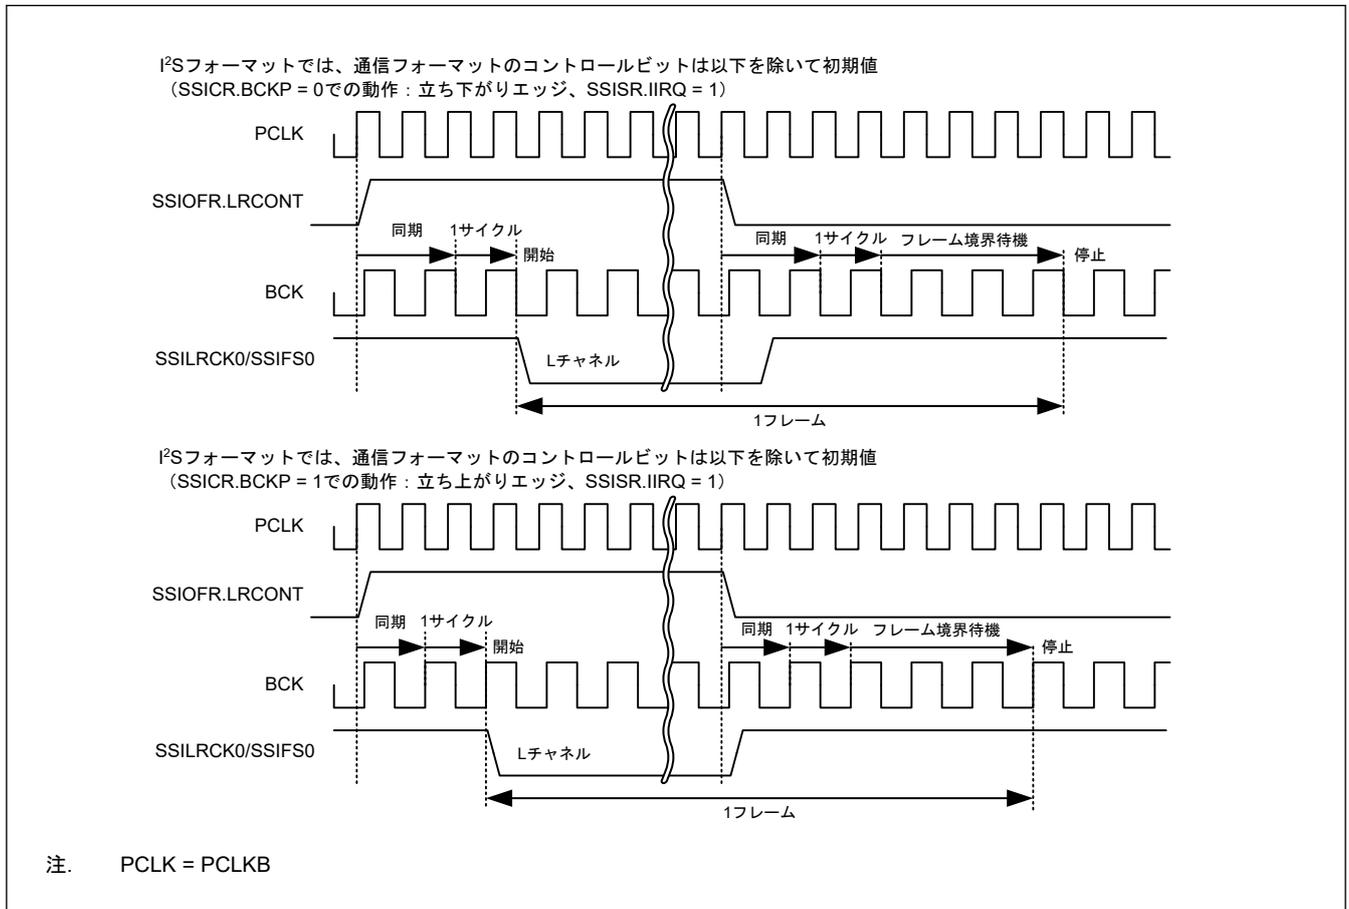 I²Sフォーマットでは、通信フォーマットのコントロールビットは以下を除いて初期値
（SSICR.BCKP = 0での動作：立ち下がりエッジ、SSISR.IIRQ = 1）
PCLK
SSIOFR.LRCONT
同期 1サイクル 開始 同期 1サイクル フレーム境界待機 停止
BCK
SSILRCK0/SSIFS0 Lチャネル
1フレーム
I²Sフォーマットでは、通信フォーマットのコントロールビットは以下を除いて初期値
（SSICR.BCKP = 1での動作：立ち上がりエッジ、SSISR.IIRQ = 1）
PCLK
SSIOFR.LRCONT
同期 1サイクル 開始 同期 1サイクル フレーム境界待機 停止
BCK
SSILRCK0/SSIFS0 Lチャネル
1フレーム
注. PCLK = PCLKB